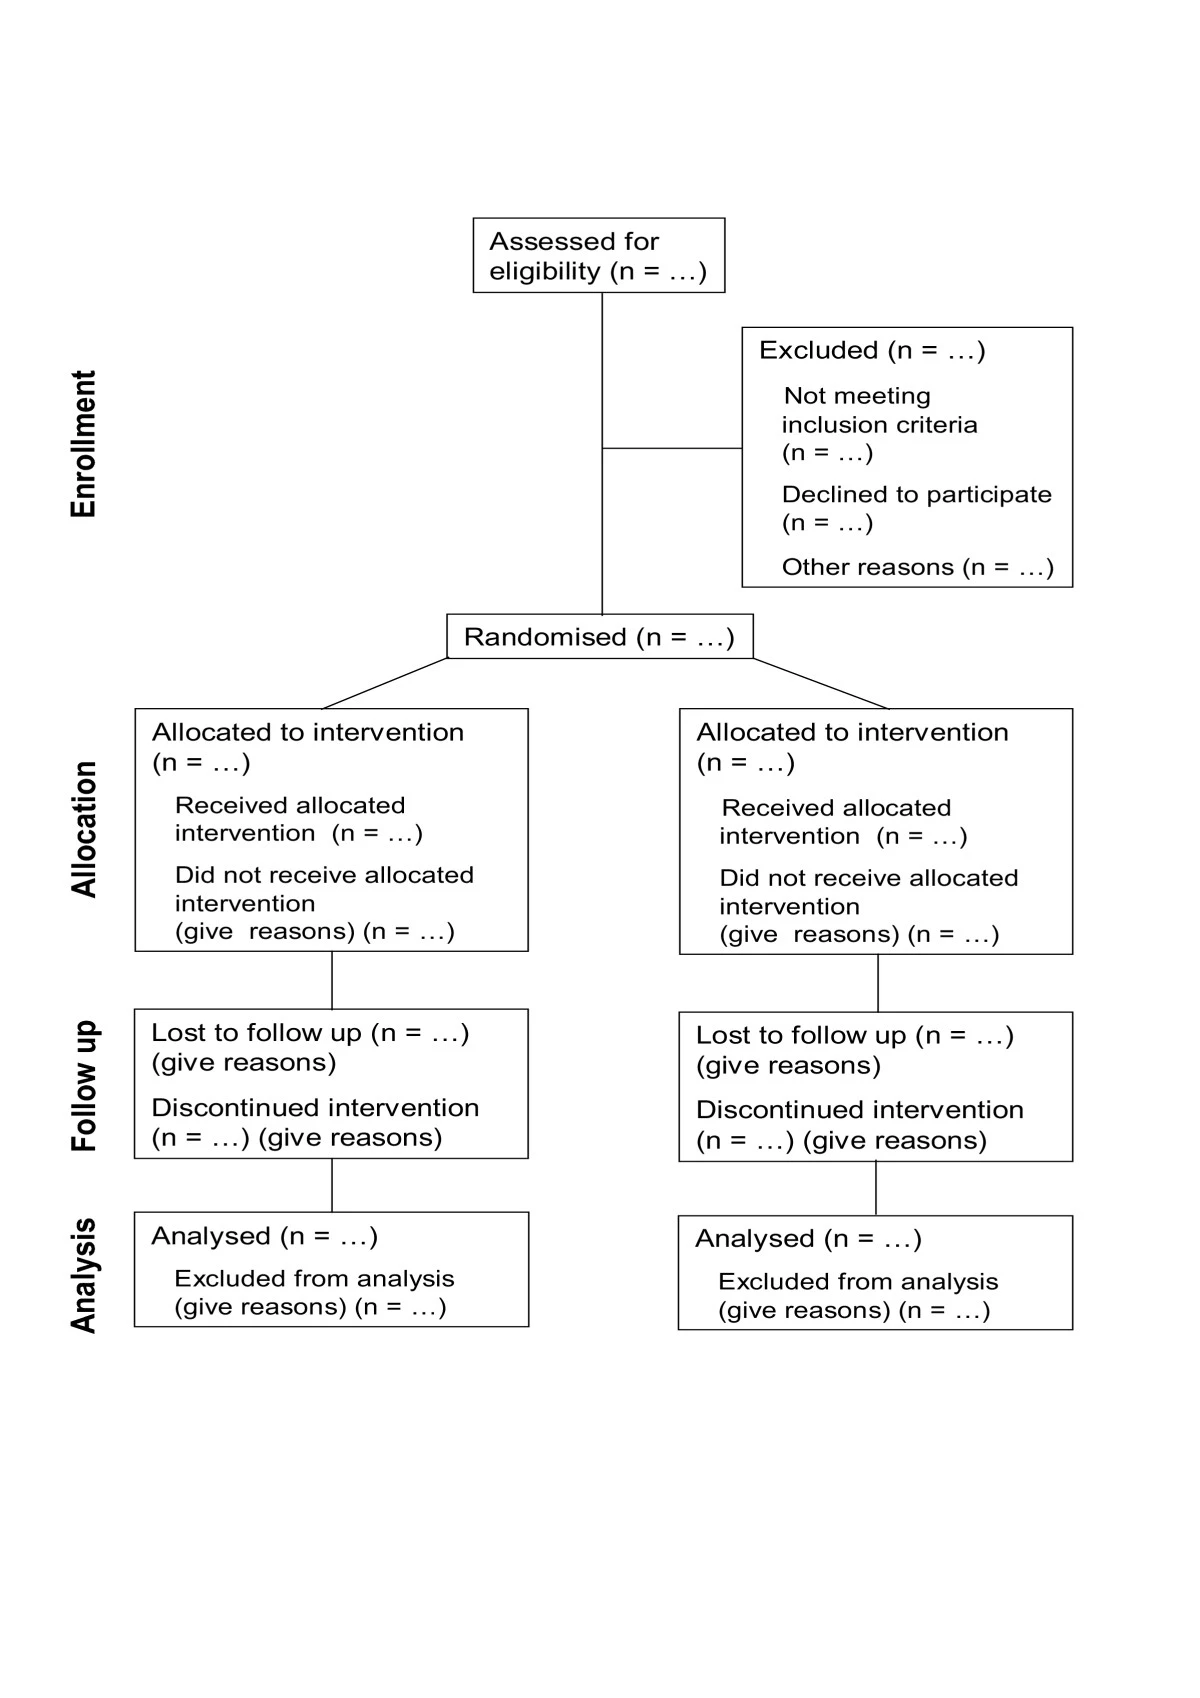 Assessed for
eligibility (n = …)
Enrollment
Excluded (n = …)
Not meeting
inclusion criteria
(n = …)
Declined to participate
(n = …)
Other reasons (n = …)
Randomised (n = …)
Allocation
Allocated to intervention
(n = …)
Received allocated
intervention  (n = …)
Did not receive allocated
intervention
(give  reasons) (n = …)
Allocated to intervention
(n = …)
Received allocated
intervention  (n = …)
Did not receive allocated
intervention
(give  reasons) (n = …)
Follow up
Lost to follow up (n = …)
(give reasons)
Discontinued intervention
(n = …) (give reasons)
Lost to follow up (n = …)
(give reasons)
Discontinued intervention
(n = …) (give reasons)
Analysis
Analysed (n = …)
Excluded from analysis
(give reasons) (n = …)
Analysed (n = …)
Excluded from analysis
(give reasons) (n = …)